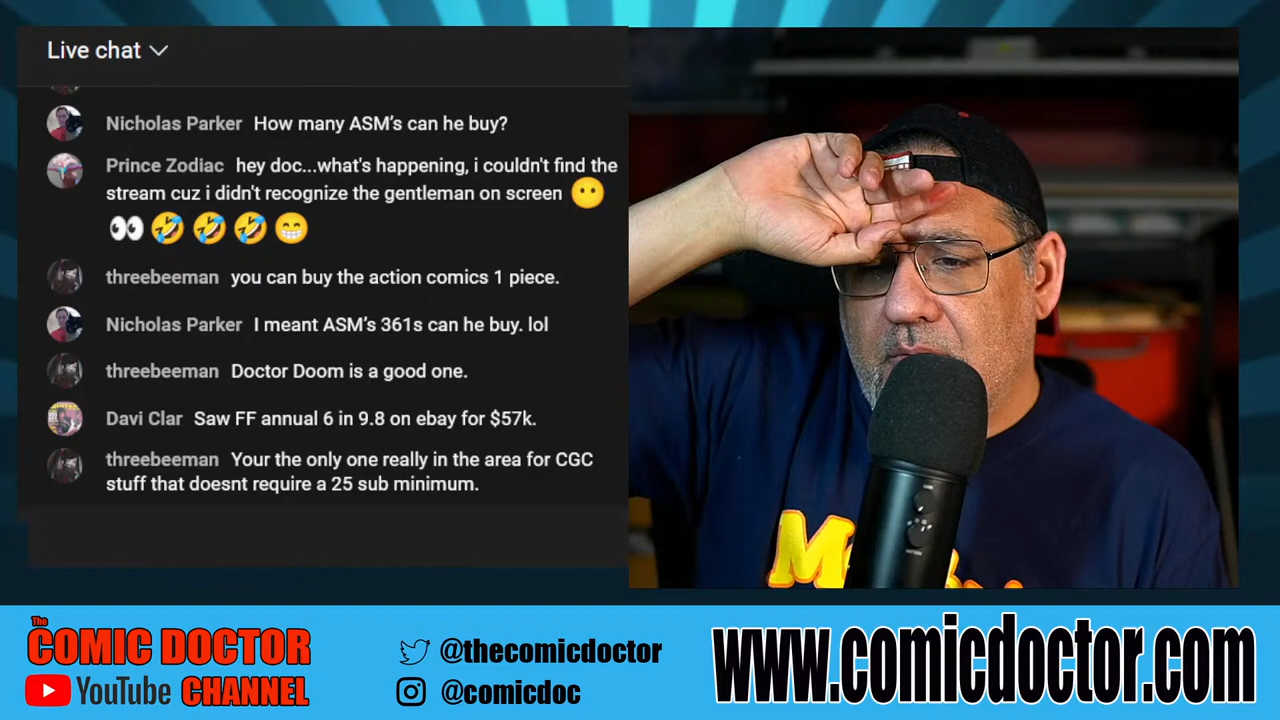 Live chat
Nicholas Parker How many ASM’s can he buy?
Prince Zodiac hey doc...what's happening, i couldn't find the
stream cuz i didn't recognize the gentleman on screen 😶
👀🤣🤣🤣😁
threebeeman you can buy the action comics 1 piece.
Nicholas Parker I meant ASM’s 361s can he buy. lol
threebeeman Doctor Doom is a good one.
Davi Clar Saw FF annual 6 in 9.8 on ebay for $57k.
threebeeman Your the only one really in the area for CGC
stuff that doesnt require a 25 sub minimum.
The
COMIC DOCTOR
YouTube CHANNEL
@thecomicdoctor
@comicdoc
www.comicdoctor.com